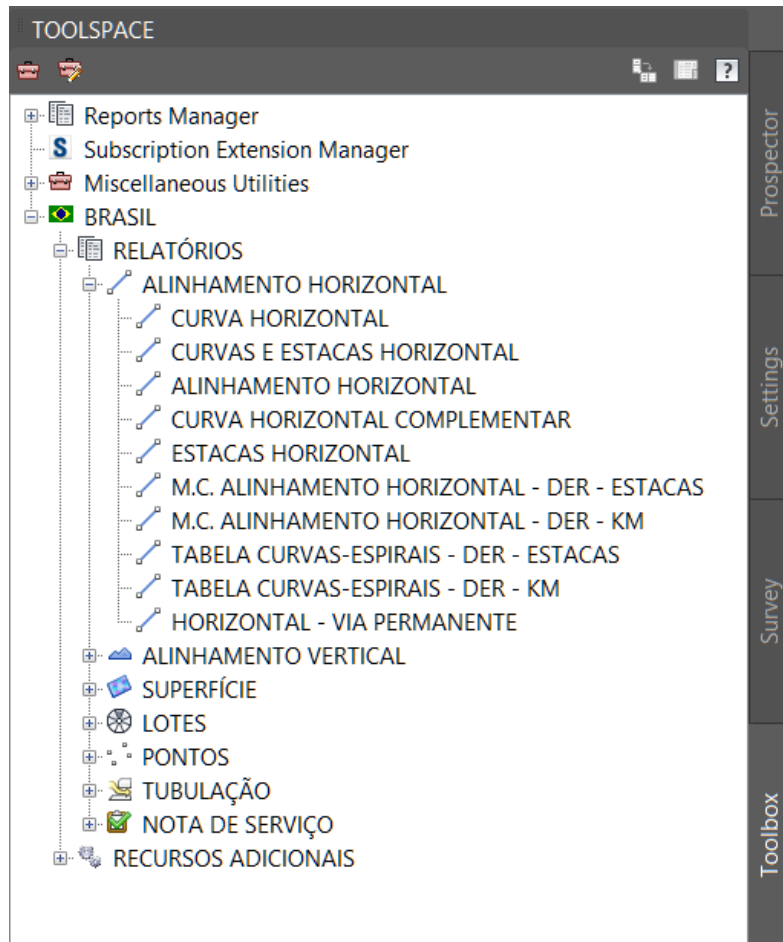 TOOLSPACE
?
Reports Manager
S Subscription Extension Manager
Miscellaneous Utilities
BRASIL
RELATÓRIOS
ALINHAMENTO HORIZONTAL
CURVA HORIZONTAL
CURVAS E ESTACAS HORIZONTAL
ALINHAMENTO HORIZONTAL
CURVA HORIZONTAL COMPLEMENTAR
ESTACAS HORIZONTAL
M.C. ALINHAMENTO HORIZONTAL - DER - ESTACAS
M.C. ALINHAMENTO HORIZONTAL - DER - KM
TABELA CURVAS-ESPIRAIS - DER - ESTACAS
TABELA CURVAS-ESPIRAIS - DER - KM
HORIZONTAL - VIA PERMANENTE
ALINHAMENTO VERTICAL
SUPERFÍCIE
LOTES
PONTOS
TUBULAÇÃO
NOTA DE SERVIÇO
RECURSOS ADICIONAIS
Prospector
Settings
Survey
Toolbox